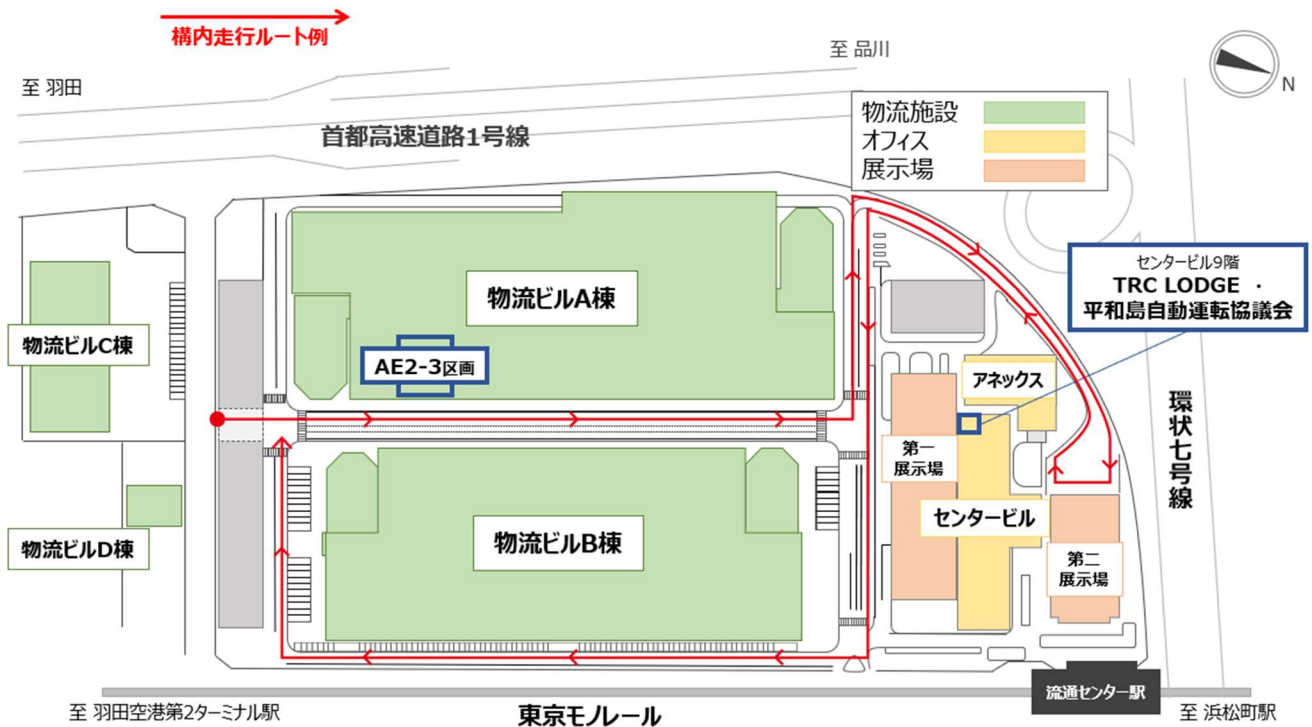 構内走行ルート例
至 品川
至 羽田
N
首都高速道路1号線
物流施設
オフィス
展示場
センタービル9階
TRC LODGE ・
平和島自動運転協議会
物流ビルA棟
物流ビルC棟
AE2-3区画
アネックス
環状七号線
第一
展示場
センタービル
物流ビルB棟
物流ビルD棟
第二
展示場
流通センター駅
至 羽田空港第2ターミナル駅
東京モノレール
至 浜松町駅